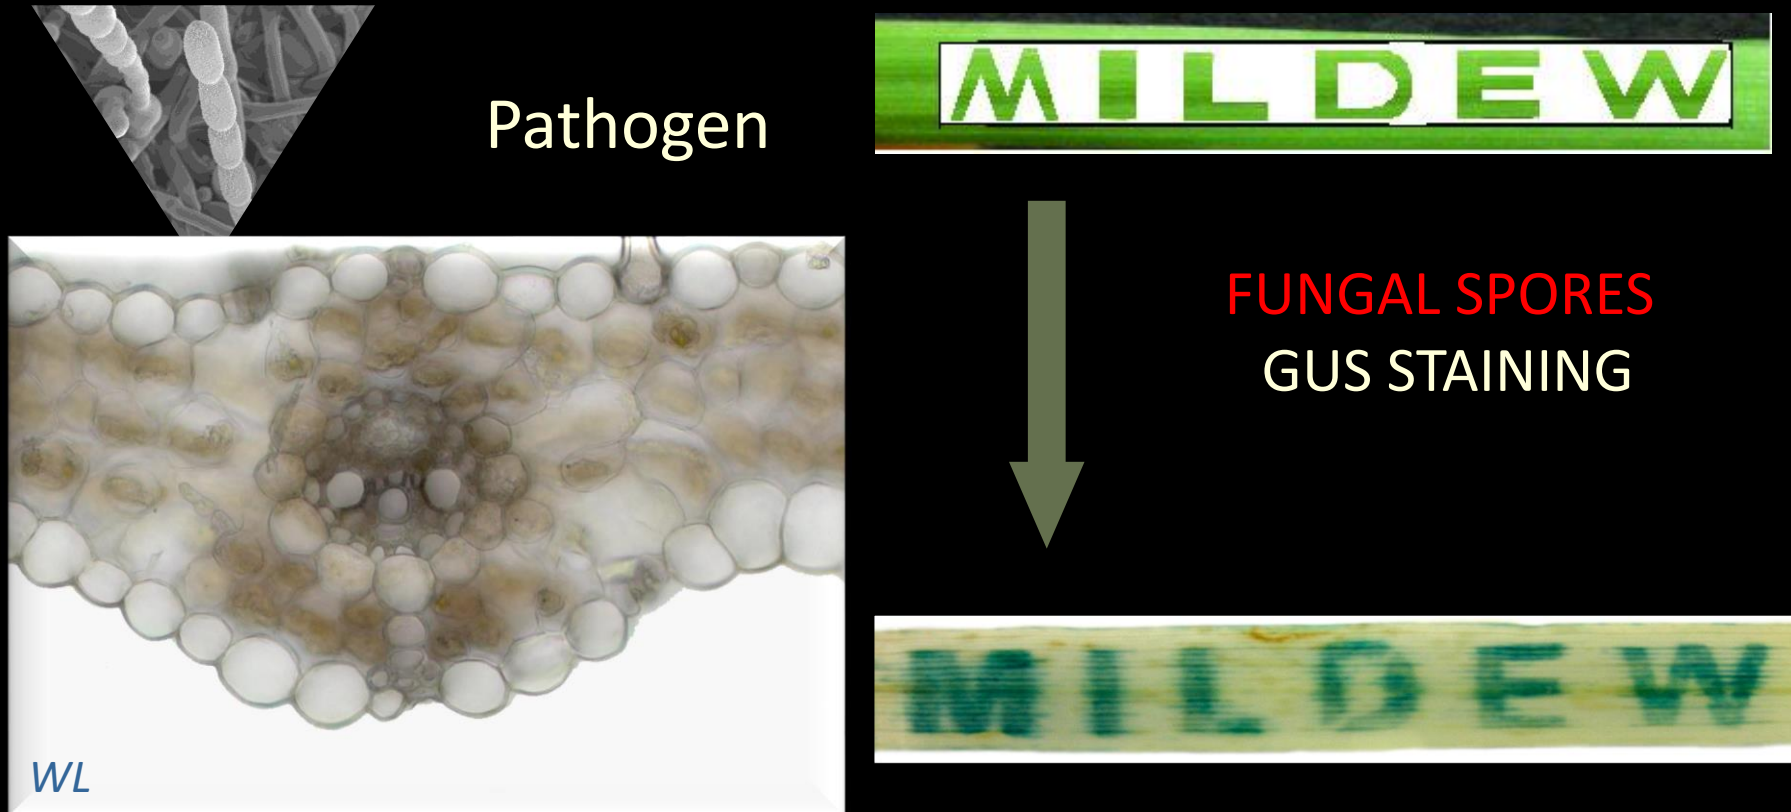 Pathogen
MILDEW
FUNGAL SPORES
GUS STAINING
MILDEW
WL